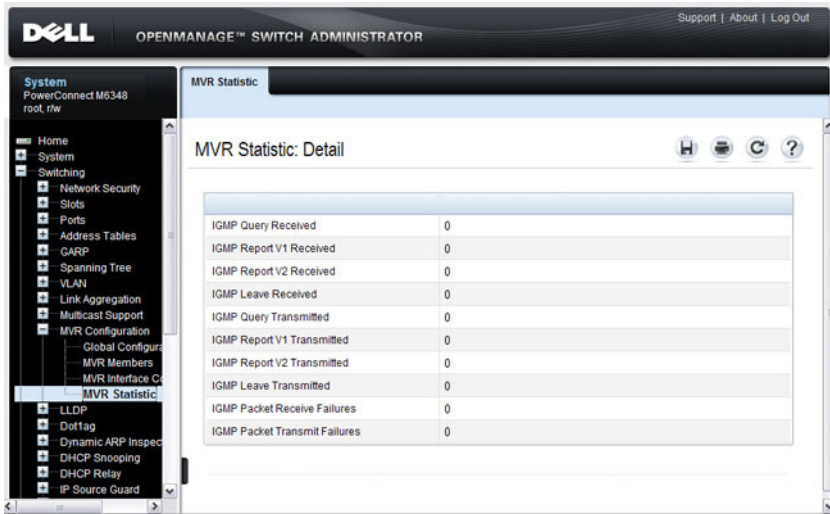 Support | About | Log Out
DELL
OPENMANAGE™ SWITCH ADMINISTRATOR
System
PowerConnect M6348
root, r/w
MVR Statistic
Home
System
Switching
Network Security
Slots
Ports
Address Tables
GARP
Spanning Tree
VLAN
Link Aggregation
Multicast Support
MVR Configuration
Global Configura
MVR Members
MVR Interface Co
MVR Statistic
LLDP
Dot1ag
Dynamic ARP Inspec
DHCP Snooping
DHCP Relay
IP Source Guard
MVR Statistic: Detail
IGMP Query Received 0
IGMP Report V1 Received 0
IGMP Report V2 Received 0
IGMP Leave Received 0
IGMP Query Transmitted 0
IGMP Report V1 Transmitted 0
IGMP Report V2 Transmitted 0
IGMP Leave Transmitted 0
IGMP Packet Receive Failures 0
IGMP Packet Transmit Failures 0